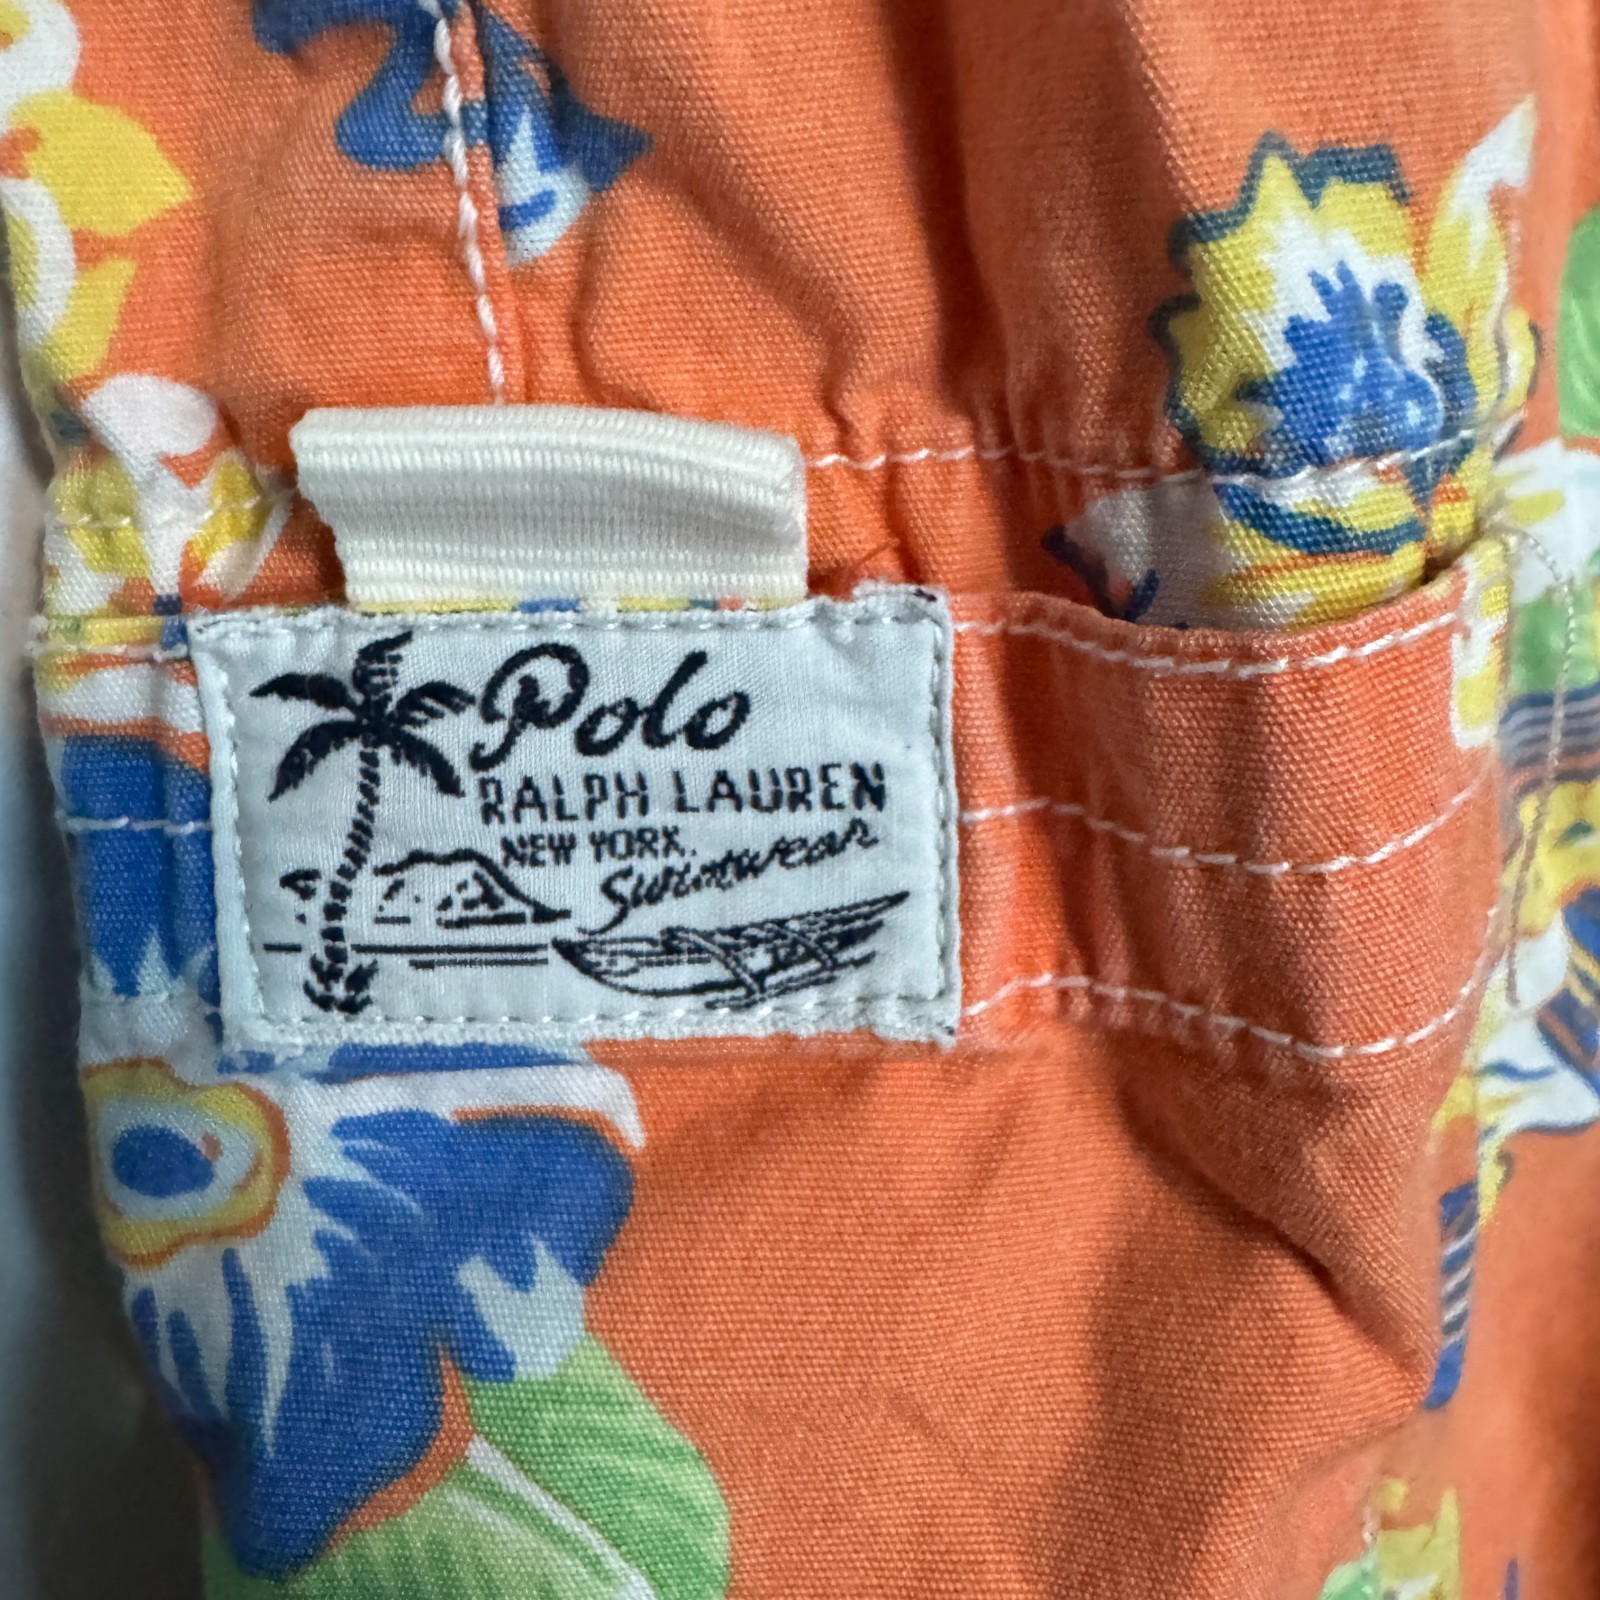 Polo
RALPH LAUREN
NEW YORK.
Swimwear